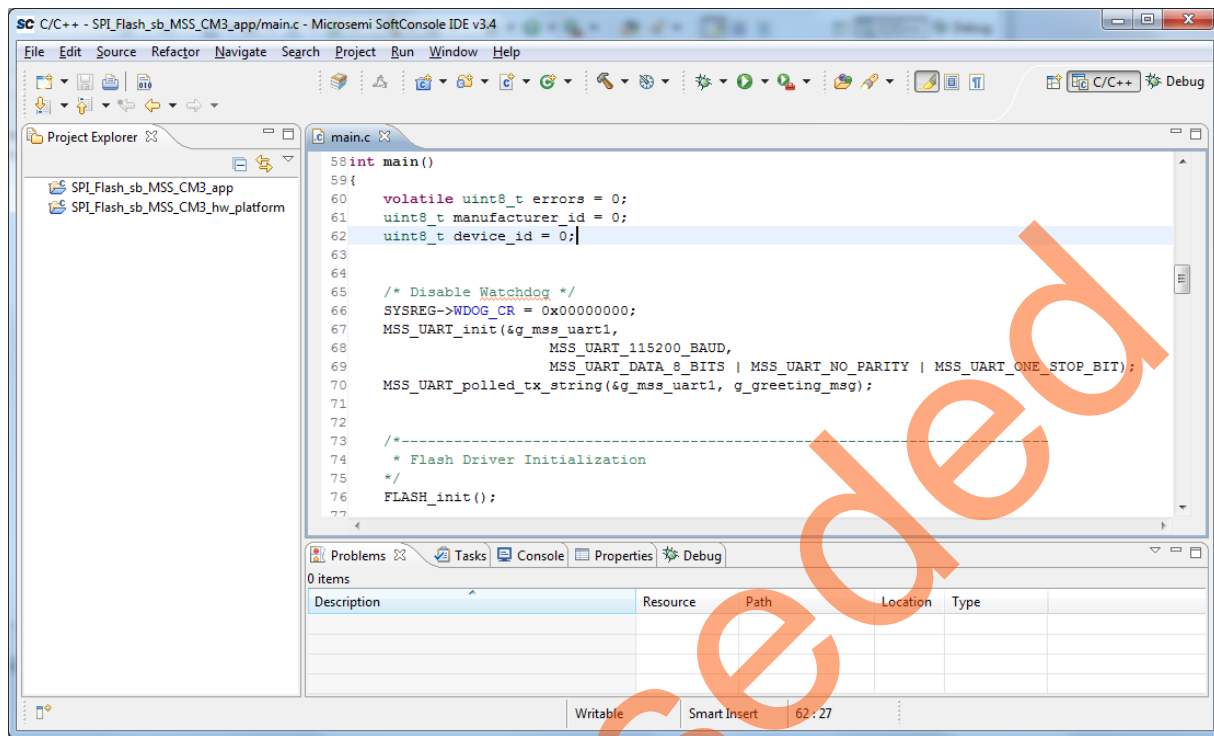 SC C/C++ - SPI_Flash_sb_MSS_CM3_app/main.c - Microsemi SoftConsole IDE v3.4
File Edit Source Refactor Navigate Search Project Run Window Help
C/C++ Debug
Project Explorer
main.c
SPI_Flash_sb_MSS_CM3_app
SPI_Flash_sb_MSS_CM3_hw_platform
58 int main()
59 {
60 volatile uint8_t errors = 0;
61 uint8_t manufacturer_id = 0;
62 uint8_t device_id = 0;
63
64
65 /* Disable Watchdog */
66 SYSREG->WDOG_CR = 0x00000000;
67 MSS_UART_init(&g_mss_uart1,
68 MSS_UART_115200_BAUD,
69 MSS_UART_DATA_8_BITS | MSS_UART_NO_PARITY | MSS_UART_ONE_STOP_BIT);
70 MSS_UART_polled_tx_string(&g_mss_uart1, g_greeting_msg);
71
72
73 /*--------------------------------------------------------------------------
74 * Flash Driver Initialization
75 */
76 FLASH_init();
77
Problems Tasks Console Properties Debug
0 items
Description Resource Path Location Type
Writable Smart Insert 62 : 27
eded